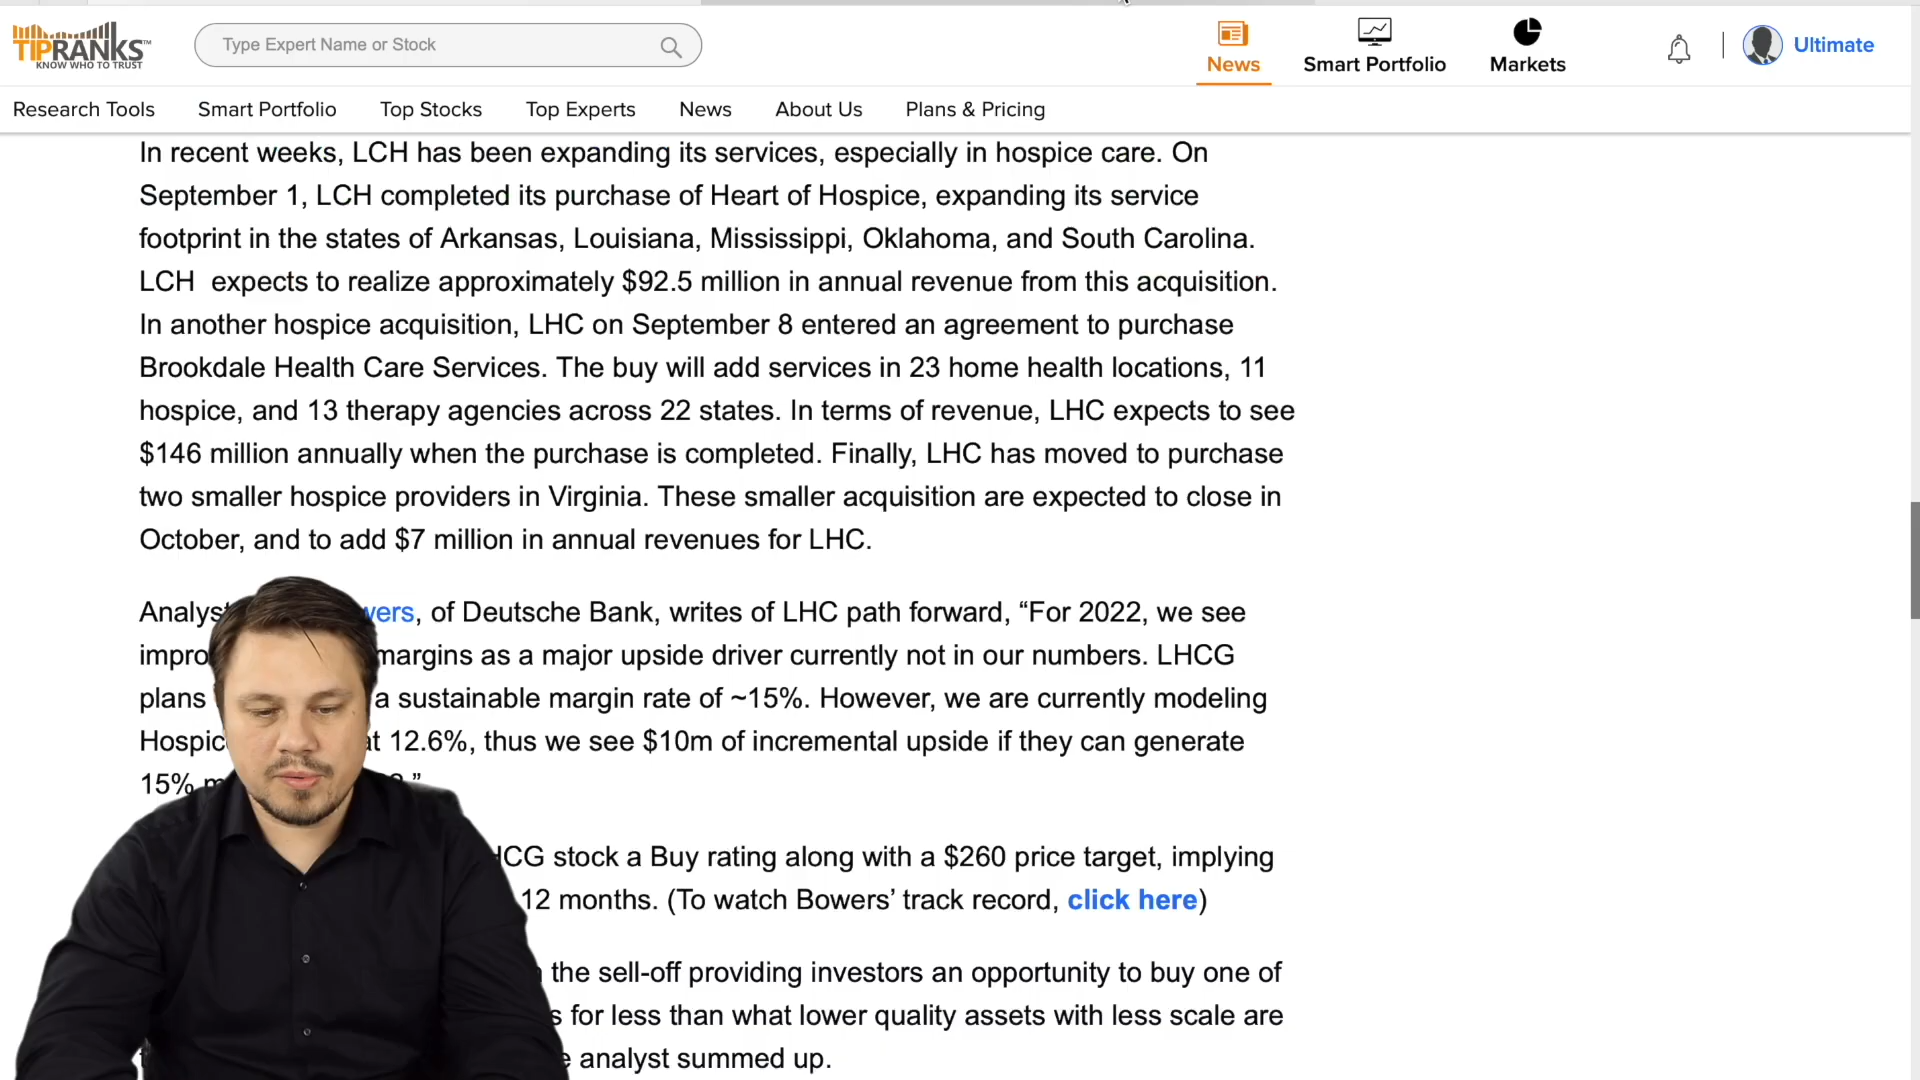 TIPRANKS™
KNOW WHO TO TRUST
Type Expert Name or Stock
News
Smart Portfolio
Markets
Ultimate
Research Tools
Smart Portfolio
Top Stocks
Top Experts
News
About Us
Plans & Pricing
In recent weeks, LCH has been expanding its services, especially in hospice care. On
September 1, LCH completed its purchase of Heart of Hospice, expanding its service
footprint in the states of Arkansas, Louisiana, Mississippi, Oklahoma, and South Carolina.
LCH  expects to realize approximately $92.5 million in annual revenue from this acquisition.
In another hospice acquisition, LHC on September 8 entered an agreement to purchase
Brookdale Health Care Services. The buy will add services in 23 home health locations, 11
hospice, and 13 therapy agencies across 22 states. In terms of revenue, LHC expects to see
$146 million annually when the purchase is completed. Finally, LHC has moved to purchase
two smaller hospice providers in Virginia. These smaller acquisition are expected to close in
October, and to add $7 million in annual revenues for LHC.
of Deutsche Bank, writes of LHC path forward, “For 2022, we see
margins as a major upside driver currently not in our numbers. LHCG
plans a sustainable margin rate of ~15%. However, we are currently modeling
at 12.6%, thus we see $10m of incremental upside if they can generate
15%
stock a Buy rating along with a $260 price target, implying
12 months. (To watch Bowers’ track record, click here)
the sell-off providing investors an opportunity to buy one of
for less than what lower quality assets with less scale are
analyst summed up.